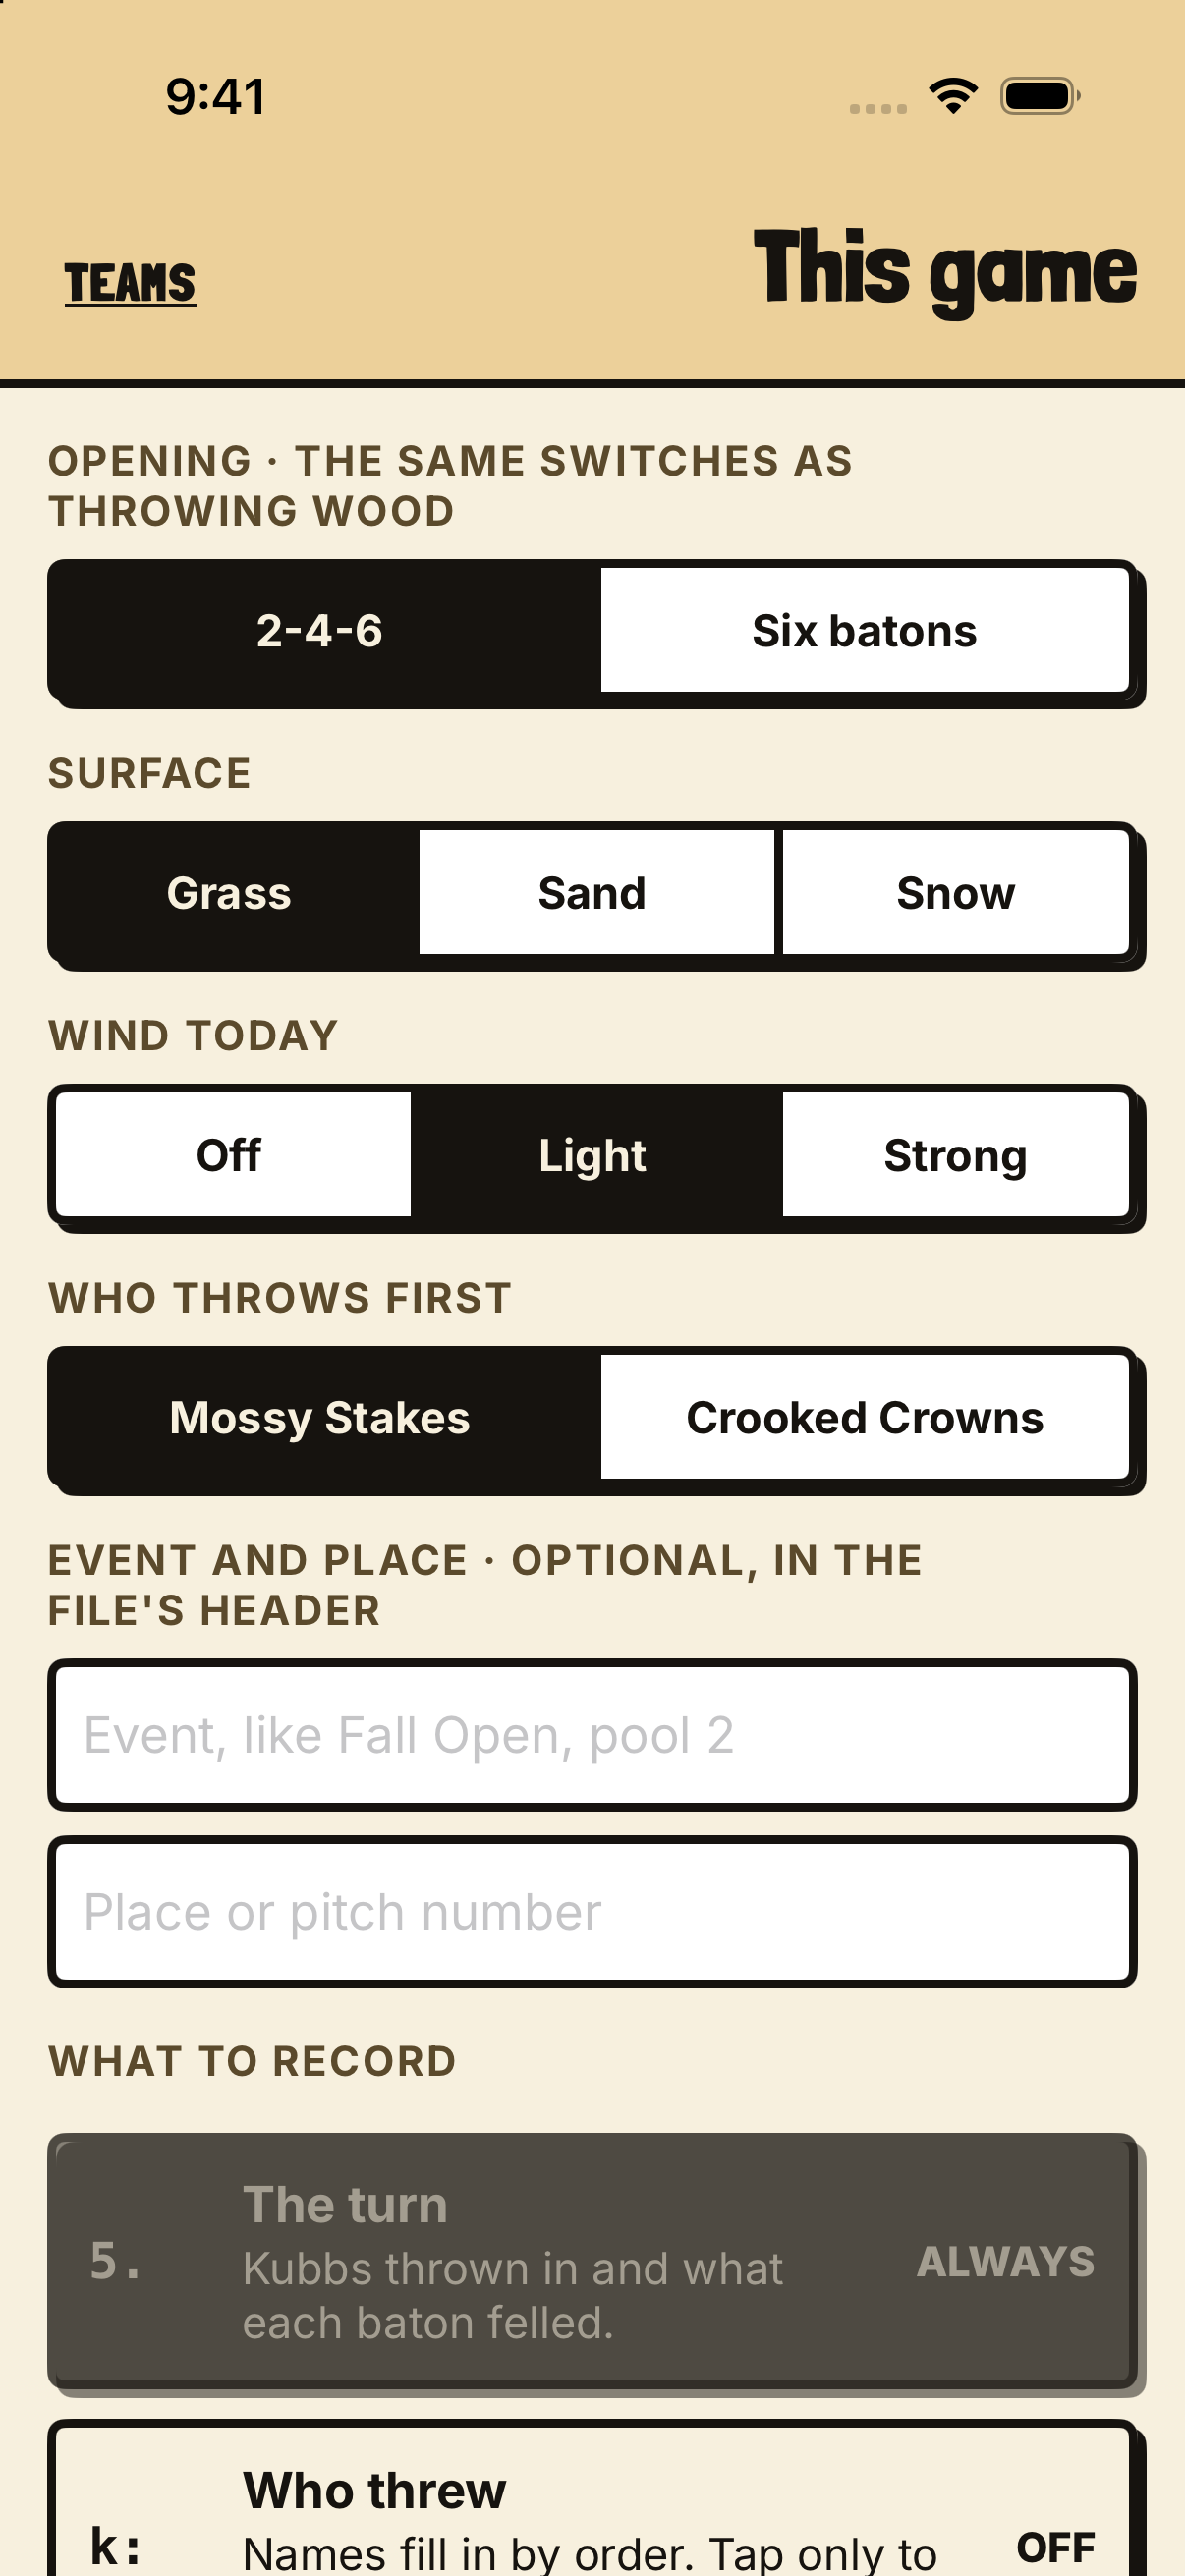 9:41
TEAMS
This game
OPENING · THE SAME SWITCHES AS
THROWING WOOD
2-4-6
Six batons
SURFACE
Grass
Sand
Snow
WIND TODAY
Off
Light
Strong
WHO THROWS FIRST
Mossy Stakes
Crooked Crowns
EVENT AND PLACE · OPTIONAL, IN THE
FILE'S HEADER
Event, like Fall Open, pool 2
Place or pitch number
WHAT TO RECORD
5.
The turn
Kubbs thrown in and what
each baton felled.
ALWAYS
k:
Who threw
Names fill in by order. Tap only to
OFF